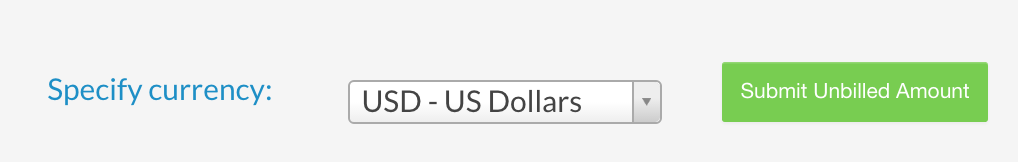 Specify currency:
USD - US Dollars
Submit Unbilled Amount